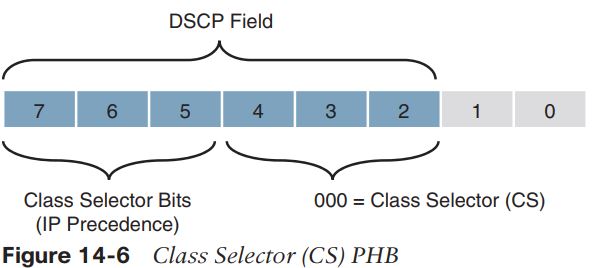 DSCP Field
7 6 5 4 3 2 1 0
Class Selector Bits
(IP Precedence)
000 = Class Selector (CS)
Figure 14-6 Class Selector (CS) PHB